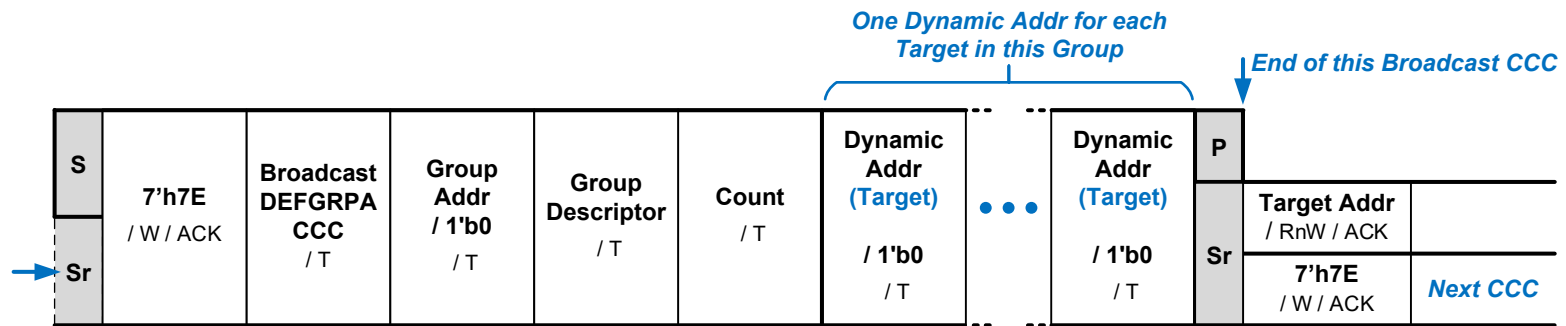 One Dynamic Addr for each
Target in this Group
End of this Broadcast CCC
S
Sr
7’h7E
/ W / ACK
Broadcast
DEFGRPA
CCC
/ T
Group
Addr
/ 1'b0
/ T
Group
Descriptor
/ T
Count
/ T
Dynamic
Addr
(Target)
/ 1'b0
/ T
Dynamic
Addr
(Target)
/ 1'b0
/ T
P
Sr
Target Addr
/ RnW / ACK
7’h7E
/ W / ACK
Next CCC